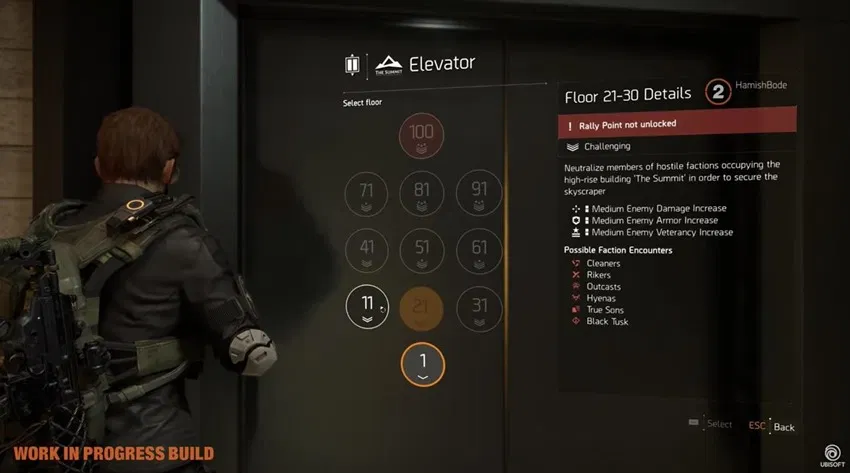 THE SUMMIT
Elevator
Select floor
100
71 81 91
41 51 61
11 21 31
1
Floor 21-30 Details
2
HamishBode
! Rally Point not unlocked
Challenging
Neutralize members of hostile factions occupying the
high-rise building 'The Summit' in order to secure the
skyscraper
Medium Enemy Damage Increase
Medium Enemy Armor Increase
Medium Enemy Veterancy Increase
Possible Faction Encounters
Cleaners
Rikers
Outcasts
Hyenas
True Sons
Black Tusk
Select ESC Back
WORK IN PROGRESS BUILD
UBISOFT